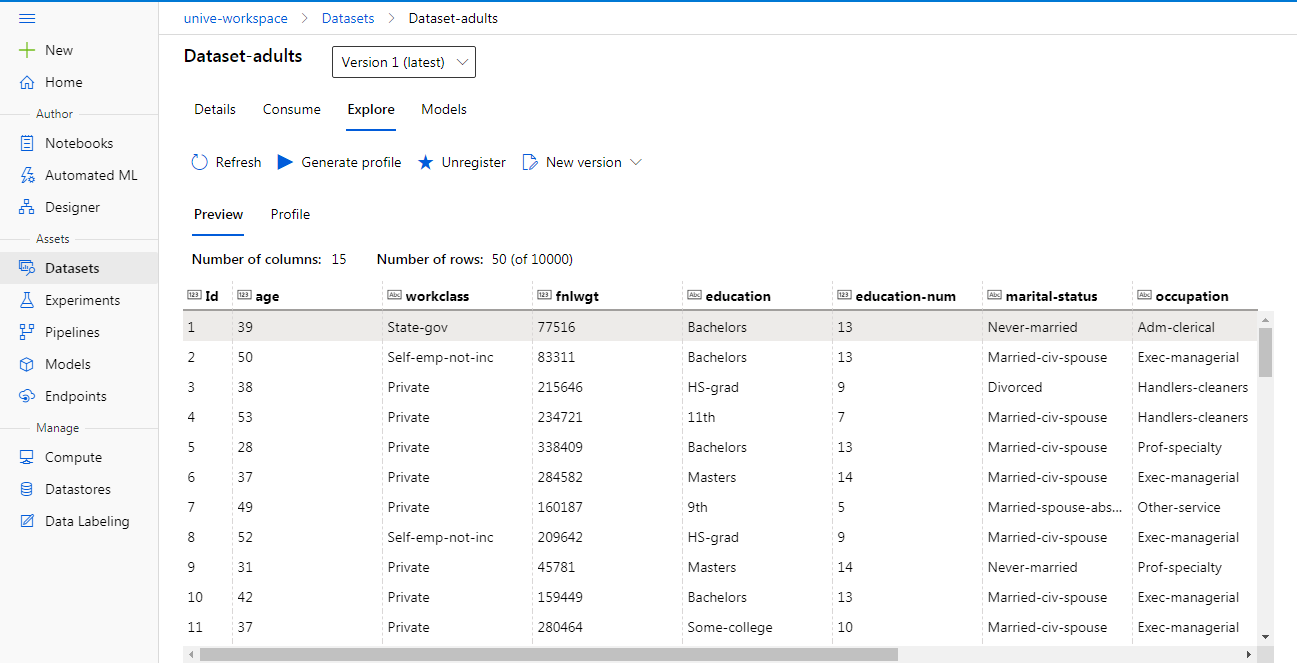 unive-workspace > Datasets > Dataset-adults
New
Home
Author
Notebooks
Automated ML
Designer
Assets
Datasets
Experiments
Pipelines
Models
Endpoints
Manage
Compute
Datastores
Data Labeling
Dataset-adults Version 1 (latest)
Details Consume Explore Models
Refresh Generate profile Unregister New version
Preview Profile
Number of columns: 15 Number of rows: 50 (of 10000)
123 Id 123 age Abc workclass 123 fnlwgt Abc education 123 education-num Abc marital-status Abc occupation
1 39 State-gov 77516 Bachelors 13 Never-married Adm-clerical
2 50 Self-emp-not-inc 83311 Bachelors 13 Married-civ-spouse Exec-managerial
3 38 Private 215646 HS-grad 9 Divorced Handlers-cleaners
4 53 Private 234721 11th 7 Married-civ-spouse Handlers-cleaners
5 28 Private 338409 Bachelors 13 Married-civ-spouse Prof-specialty
6 37 Private 284582 Masters 14 Married-civ-spouse Exec-managerial
7 49 Private 160187 9th 5 Married-spouse-abs... Other-service
8 52 Self-emp-not-inc 209642 HS-grad 9 Married-civ-spouse Exec-managerial
9 31 Private 45781 Masters 14 Never-married Prof-specialty
10 42 Private 159449 Bachelors 13 Married-civ-spouse Exec-managerial
11 37 Private 280464 Some-college 10 Married-civ-spouse Exec-managerial